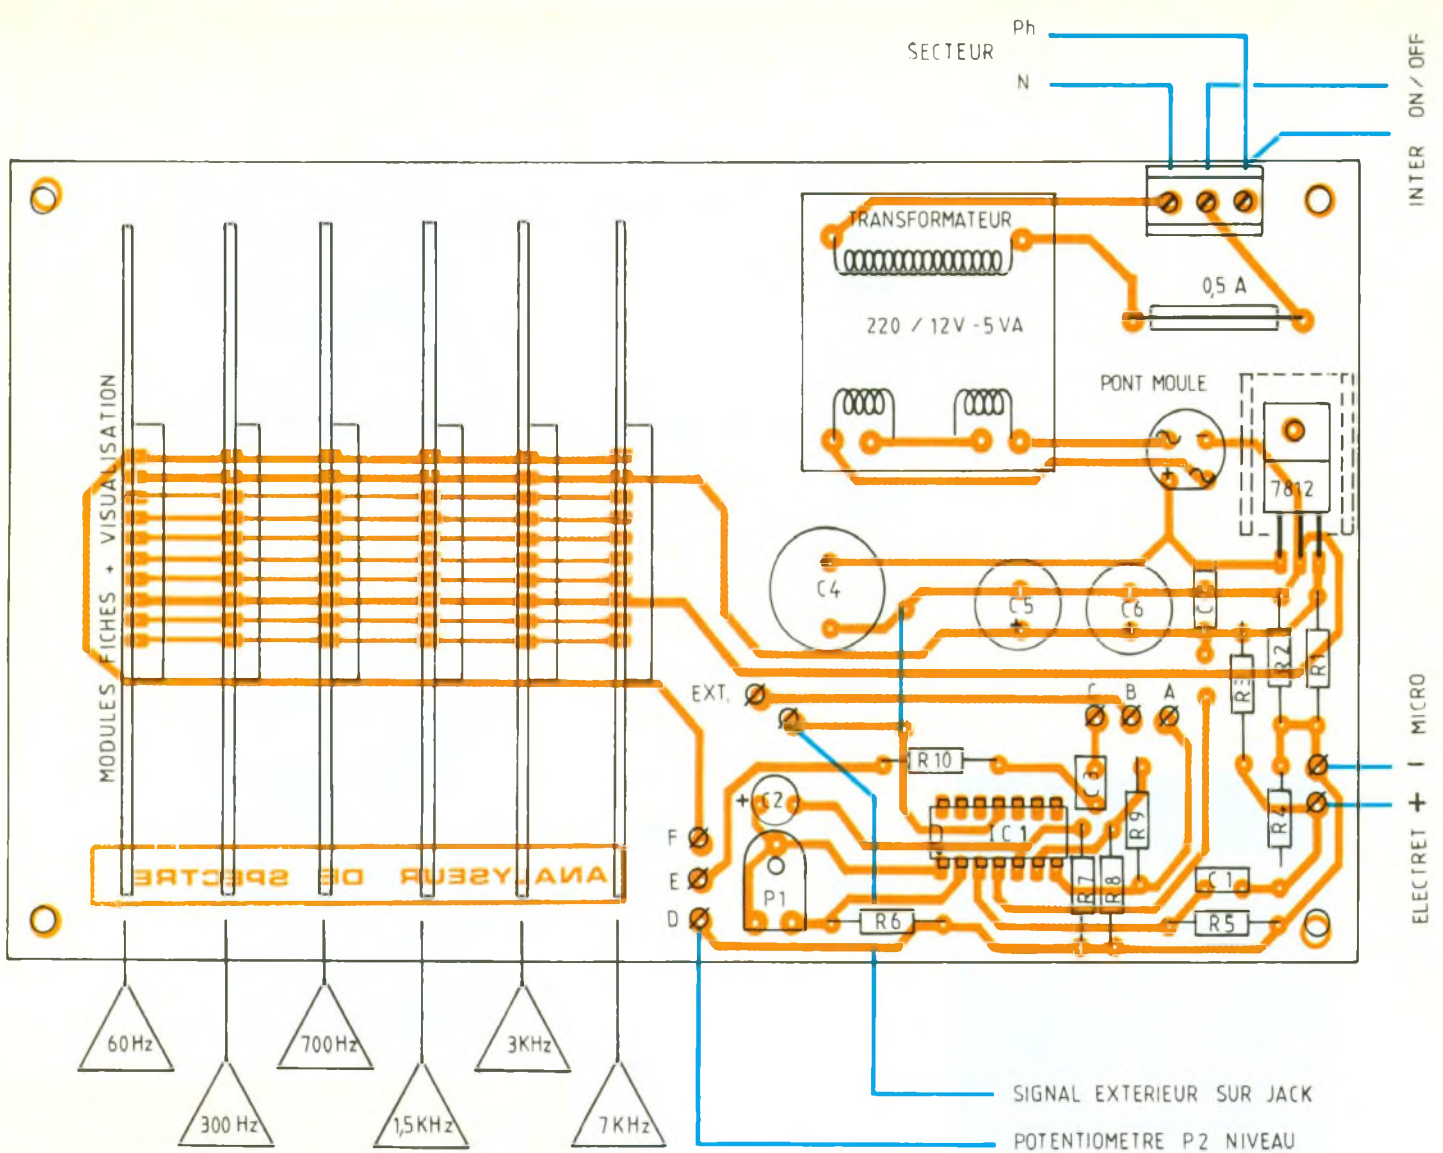 Ph
SECTEUR
N
INTER ON/OFF
TRANSFORMATEUR
0,5 A
220 / 12V - 5 VA
PONT MOULE
7812
MODULES FICHES + VISUALISATION
C4
C5
C6
R2
R1
R3
EXT.
C
B
A
MICRO
R10
C3
C2
IC1
R9
R4
ELECTRET
F
E
D
P1
R7
R8
C1
R6
R5
ANALYSEUR DE SPECTRE
60Hz
700Hz
3KHz
300 Hz
1,5KHz
7KHz
SIGNAL EXTERIEUR SUR JACK
POTENTIOMETRE P2 NIVEAU